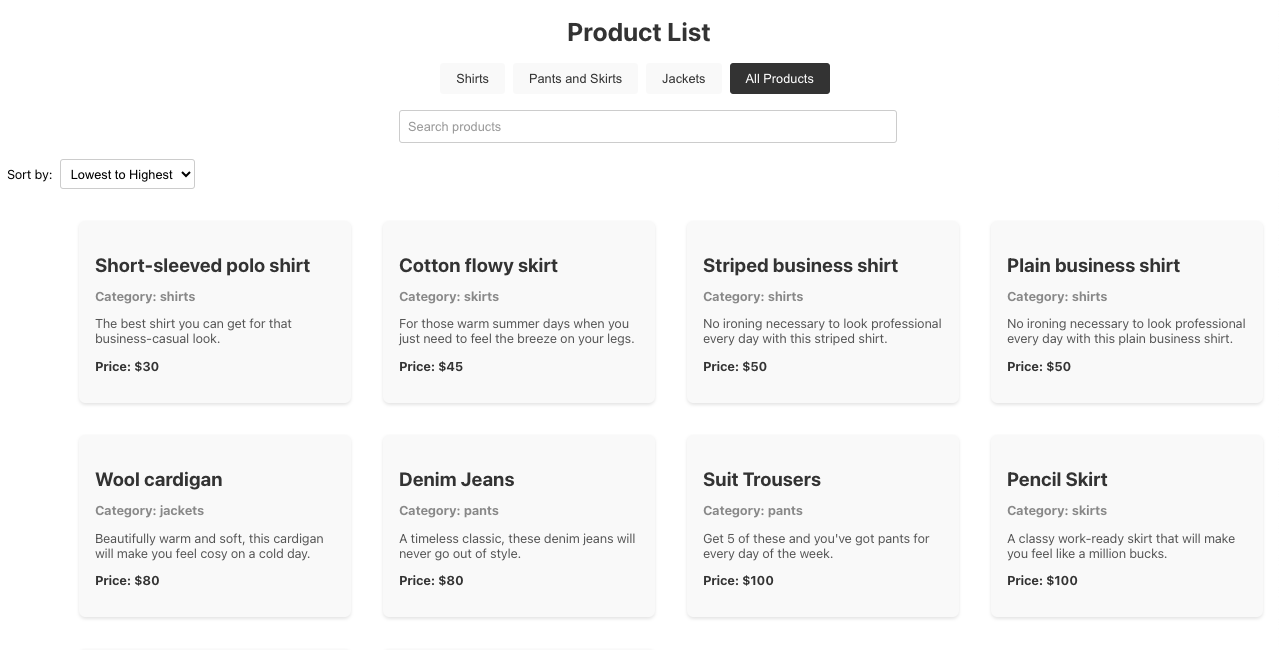 Product List
Shirts Pants and Skirts Jackets All Products
Search products
Sort by: Lowest to Highest
Short-sleeved polo shirt
Category: shirts
The best shirt you can get for that
business-casual look.
Price: $30
Cotton flowy skirt
Category: skirts
For those warm summer days when you
just need to feel the breeze on your legs.
Price: $45
Striped business shirt
Category: shirts
No ironing necessary to look professional
every day with this striped shirt.
Price: $50
Plain business shirt
Category: shirts
No ironing necessary to look professional
every day with this plain business shirt.
Price: $50
Wool cardigan
Category: jackets
Beautifully warm and soft, this cardigan
will make you feel cosy on a cold day.
Price: $80
Denim Jeans
Category: pants
A timeless classic, these denim jeans will
never go out of style.
Price: $80
Suit Trousers
Category: pants
Get 5 of these and you've got pants for
every day of the week.
Price: $100
Pencil Skirt
Category: skirts
A classy work-ready skirt that will make
you feel like a million bucks.
Price: $100